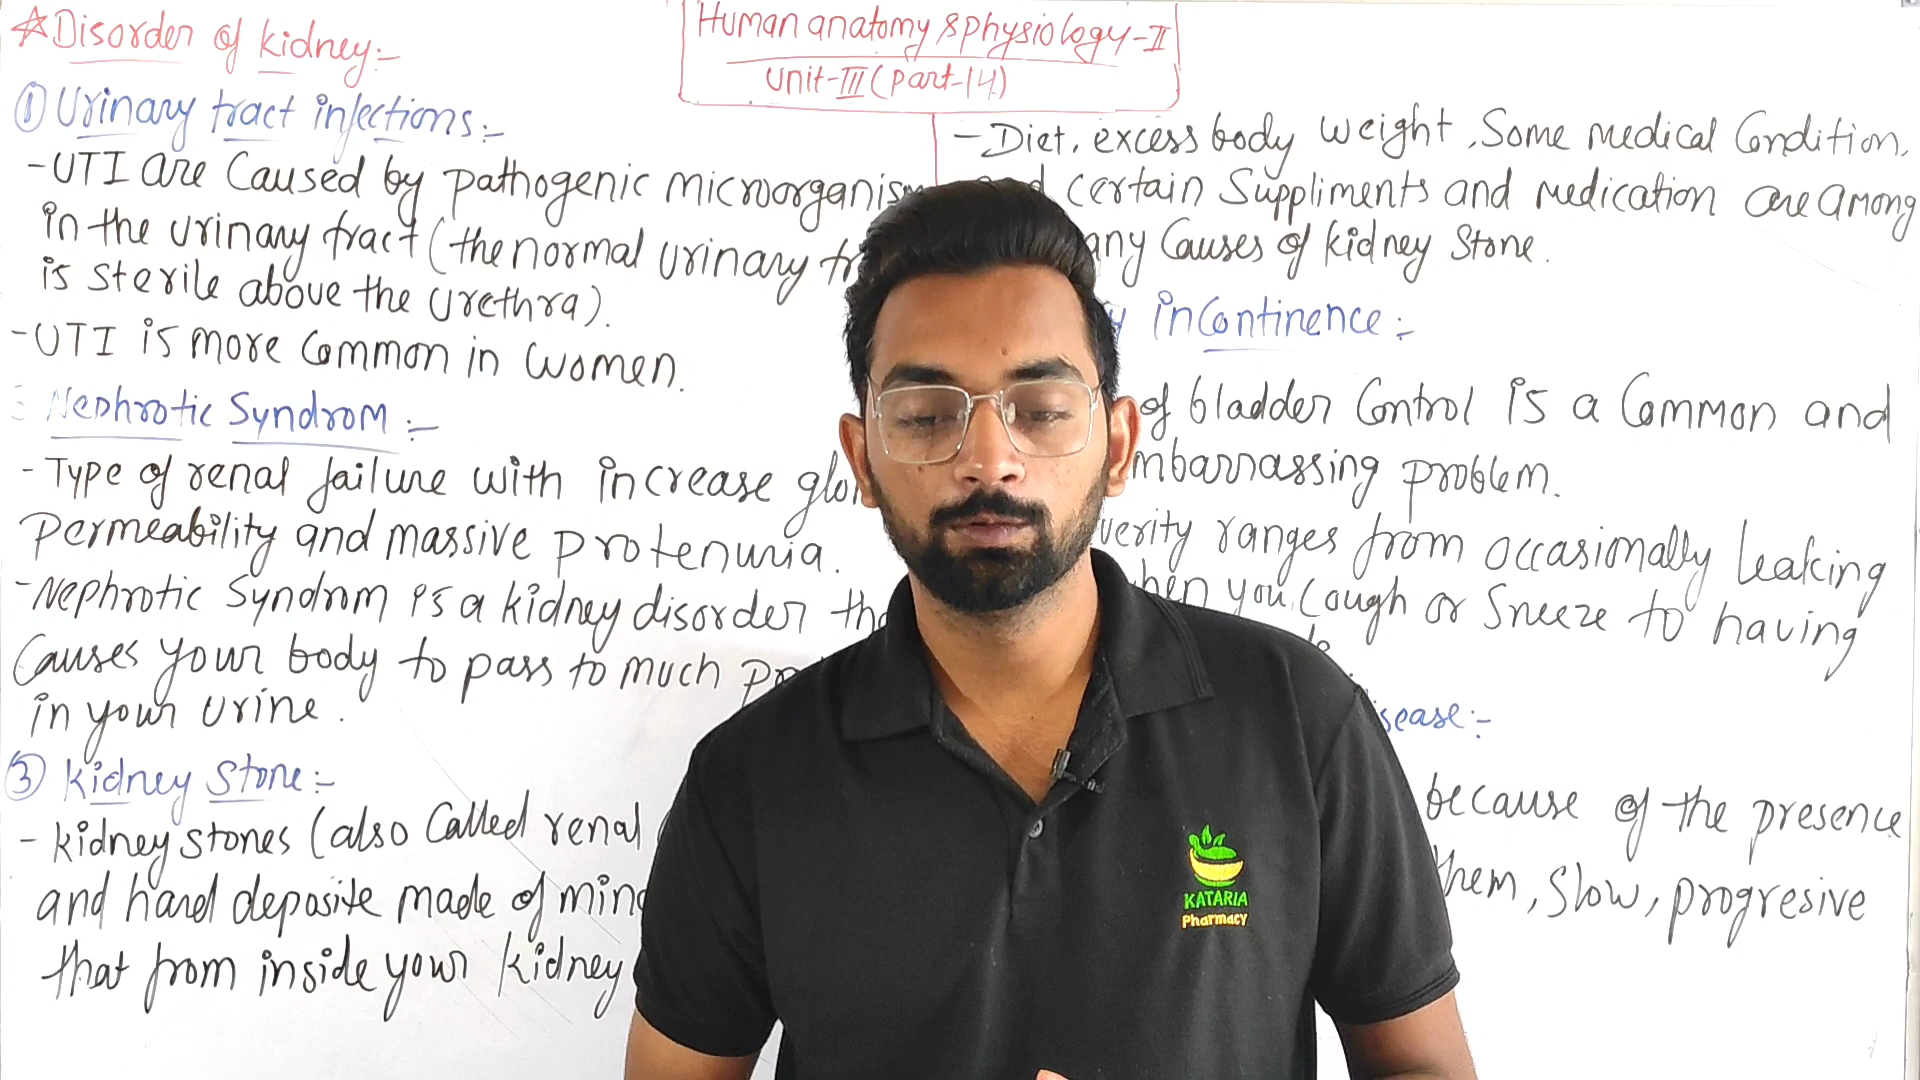 ☆Disorder of kidney:-
Human anatomy & physiology-II
Unit-III (Part-14)
① Urinary tract infections:-
-UTI are Caused by pathogenic microorganism
in the urinary tract (the normal urinary
is sterile above the urethra).
-UTI is more Common in women.
Nephrotic Syndrom:-
- Type of renal failure with increase
Permeability and massive protenuria.
-Nephrotic Syndrom is a kidney disorder
Causes your body to pass to much
in your urine.
③ kidney Stone:-
- kidney stones (also Called renal
and hard deposite made of
that from inside your kidney
- Diet, excess body weight, Some medical Condition,
certain Suppliments and medication are among
any Causes of kidney Stone.
incontinence:-
of bladder Control is a Common and
mbarrassing problem.
verity ranges from occasionally leaking
hen you Cough or Sneeze to having
sease:-
because of the presence
them, Slow, progresive
KATARIA
Pharmacy